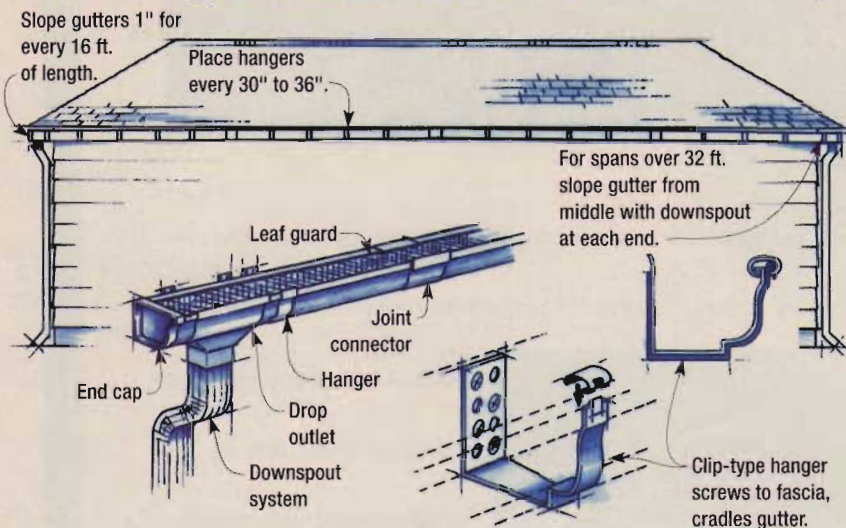 Slope gutters 1" for
every 16 ft.
of length.
Place hangers
every 30" to 36".
For spans over 32 ft.
slope gutter from
middle with downspout
at each end.
Leaf guard
Joint
connector
End cap
Hanger
Drop
outlet
Downspout
system
Clip-type hanger
screws to fascia,
cradles gutter.